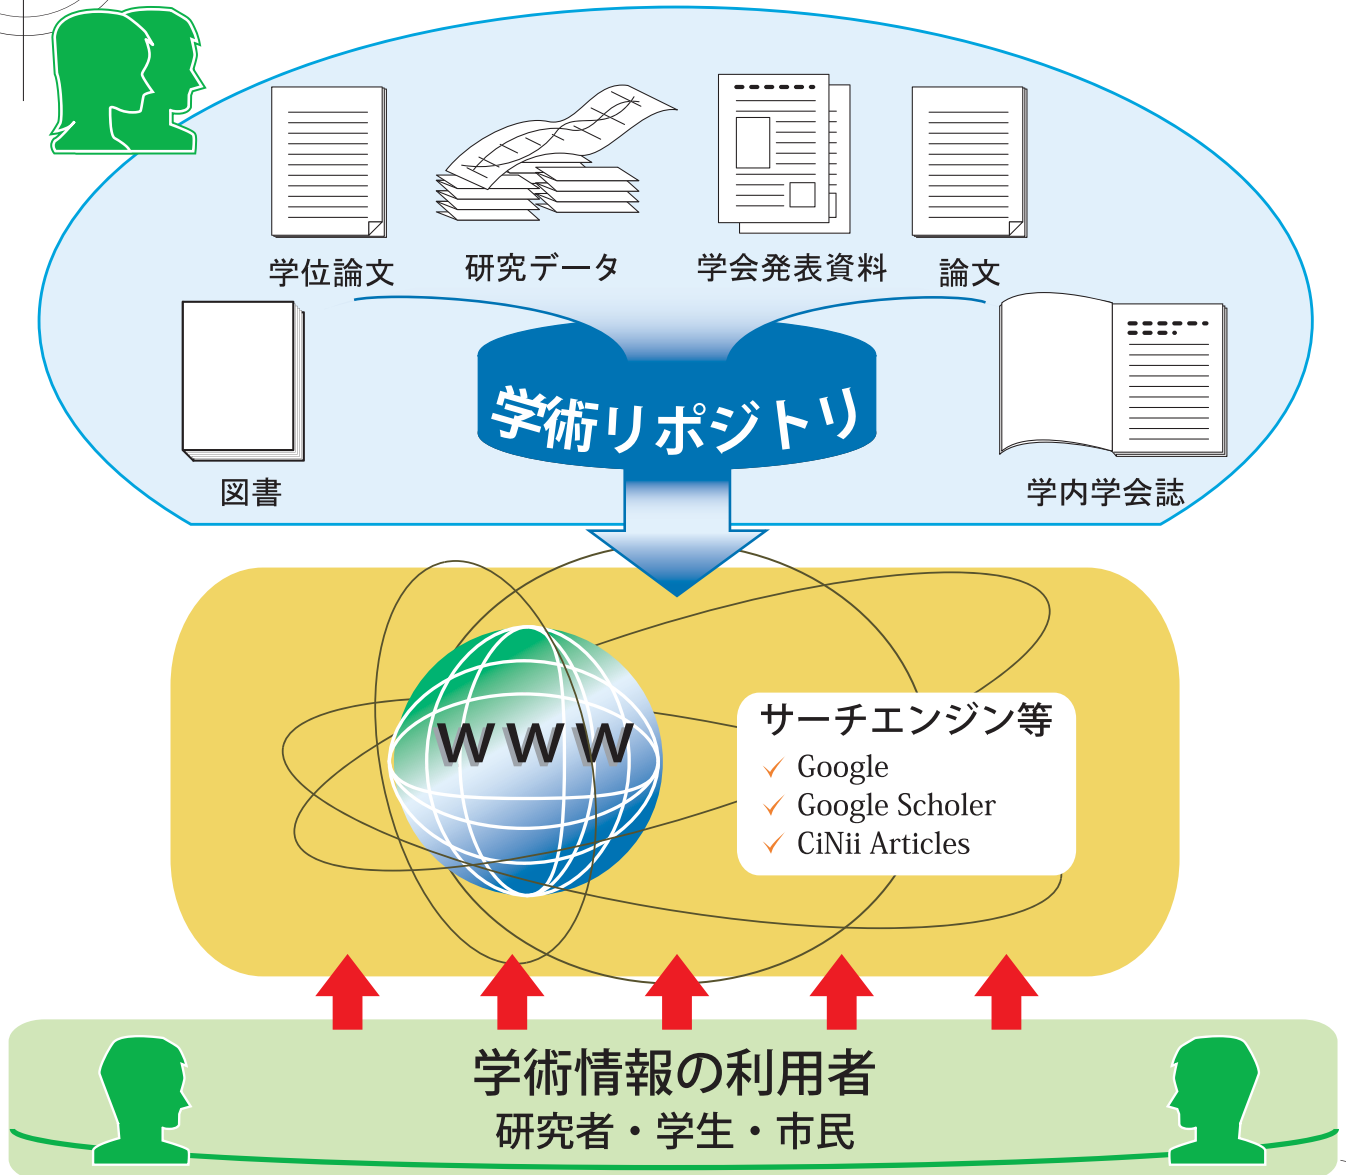 学位論文
研究データ
学会発表資料
論文
図書
学術リポジトリ
学内学会誌
www
サーチエンジン等
Google
Google Scholer
CiNii Articles
学術情報の利用者
研究者・学生・市民